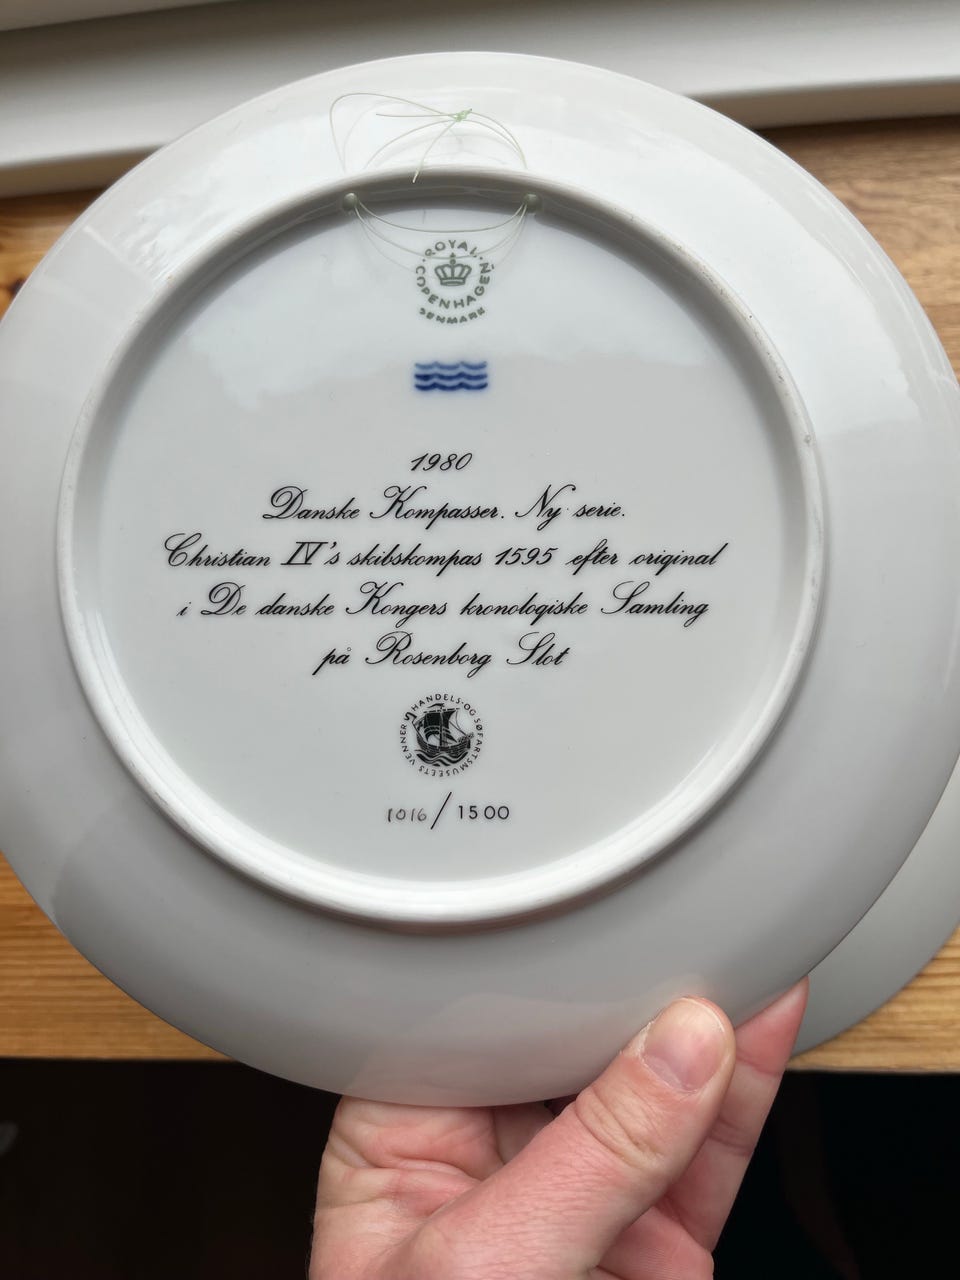 ROYAL COPENHAGEN
DENMARK
1980
Danske Kompasser. Ny serie.
Christian IV's skibskompas 1595 efter original
i De danske Kongers kronologiske Samling
på Rosenborg Slot
HANDELS-OG SØFARTSMUSEETS VENNER
1016/1500